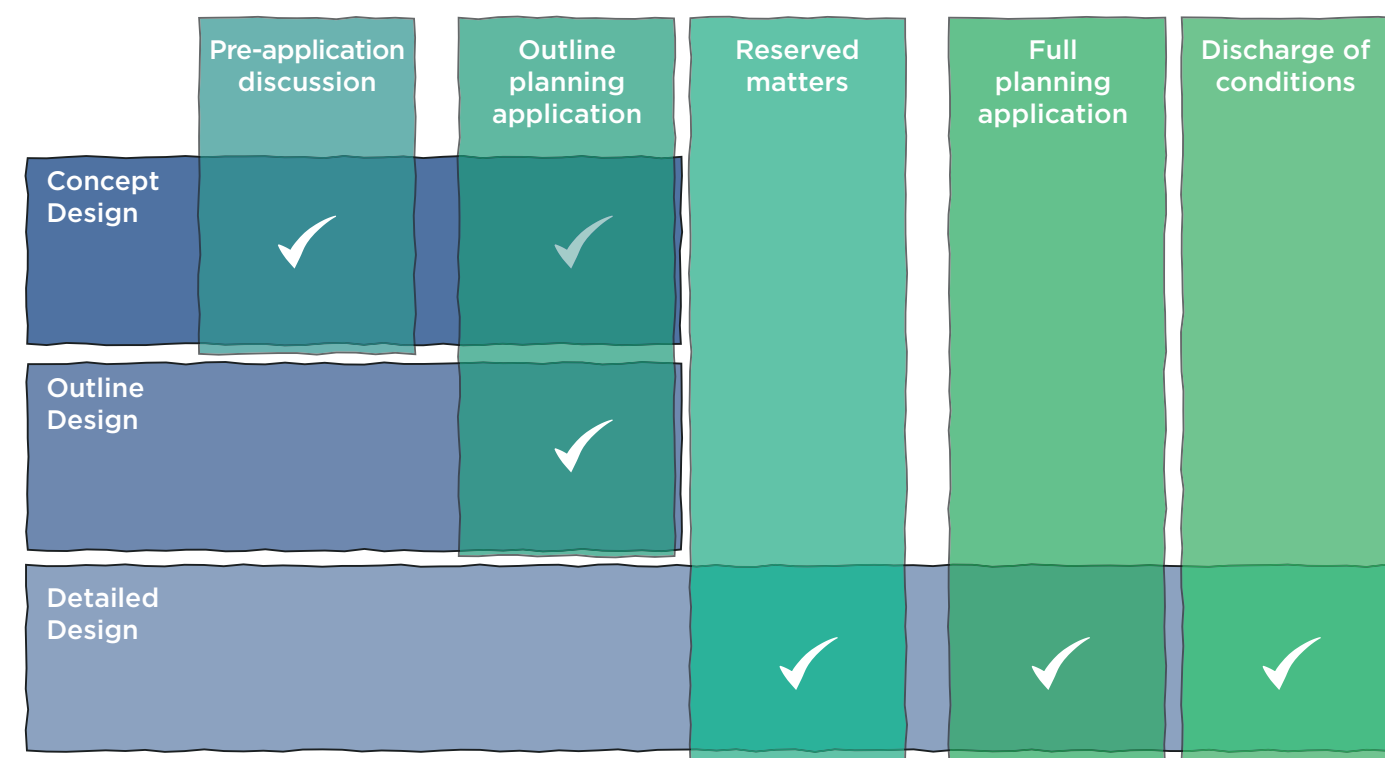 Pre-application
discussion
Outline
planning
application
Reserved
matters
Full
planning
application
Discharge of
conditions
Concept
Design
Outline
Design
Detailed
Design